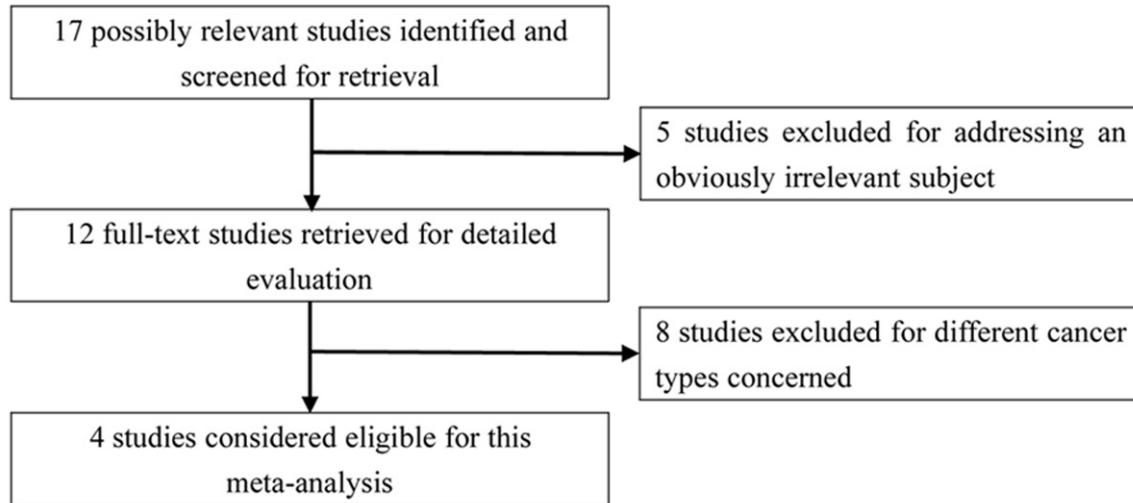 17 possibly relevant studies identified and
screened for retrieval
5 studies excluded for addressing an
obviously irrelevant subject
12 full-text studies retrieved for detailed
evaluation
8 studies excluded for different cancer
types concerned
4 studies considered eligible for this
meta-analysis